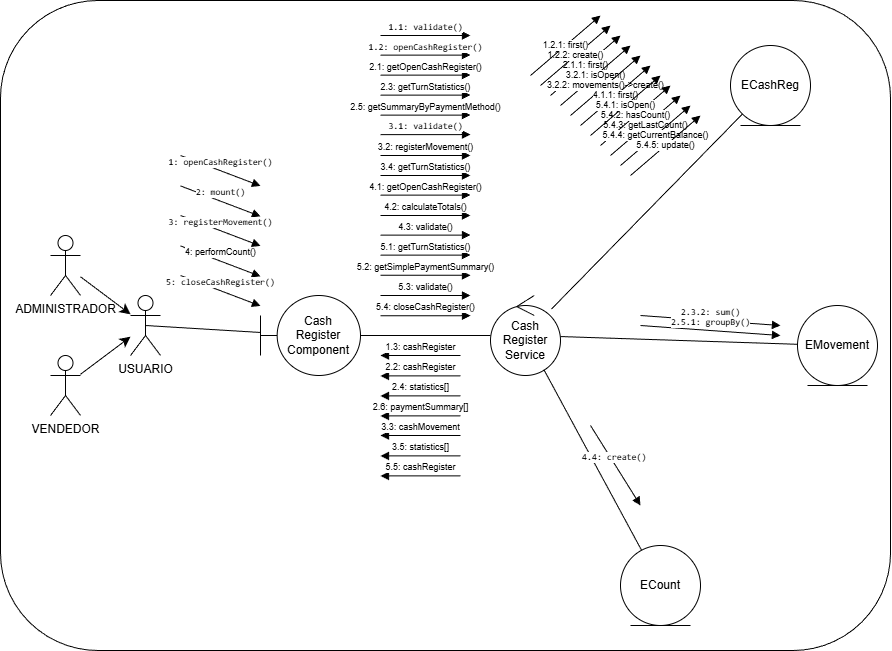 1.1: validate()
1.2: openCashRegister()
2.1: getOpenCashRegister()
2.3: getTurnStatistics()
2.5: getSummaryByPaymentMethod()
3.1: validate()
3.2: registerMovement()
3.4: getTurnStatistics()
4.1: getOpenCashRegister()
4.2: calculateTotals()
4.3: validate()
5.1: getTurnStatistics()
5.2: getSimplePaymentSummary()
5.3: validate()
5.4: closeCashRegister()
1.2.1: first()
1.2.2: create()
2.1.1: first()
3.2.1: isOpen()
3.2.2: movements()->create()
4.1.1: first()
5.4.1: isOpen()
5.4.2: hasCount()
5.4.3: getLastCount()
5.4.4: getCurrentBalance()
5.4.5: update()
ECashReg
1: openCashRegister()
2: mount()
3: registerMovement()
4: performCount()
5: closeCashRegister()
ADMINISTRADOR
USUARIO
VENDEDOR
Cash
Register
Component
Cash
Register
Service
2.3.2: sum()
2.5.1: groupBy()
EMovement
1.3: cashRegister
2.2: cashRegister
2.4: statistics[]
2.6: paymentSummary[]
3.3: cashMovement
3.5: statistics[]
5.5: cashRegister
4.4: create()
ECount